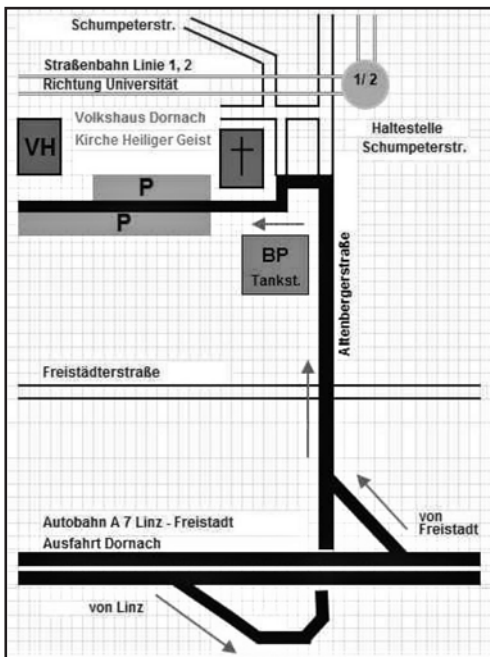 Schumpeterstr.
Straßenbahn Linie 1, 2
Richtung Universität
1/ 2
Volkshaus Dornach
Kirche Heiliger Geist
Haltestelle
Schumpeterstr.
VH
P
P
BP
Tankst.
Altenbergerstraße
Freistädterstraße
Autobahn A 7 Linz - Freistadt
Ausfahrt Dornach
von
Freistadt
von Linz